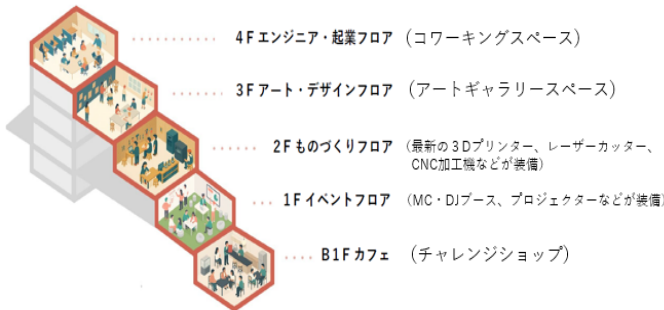 4Fエンジニア・起業フロア (コワーキングスペース)
3Fアート・デザインフロア (アートギャラリースペース)
2Fものづくりフロア (最新の3Dプリンター、レーザーカッター、
CNC加工機などが装備)
1Fイベントフロア (MC・DJブース、プロジェクターなどが装備)
B1Fカフェ (チャレンジショップ)